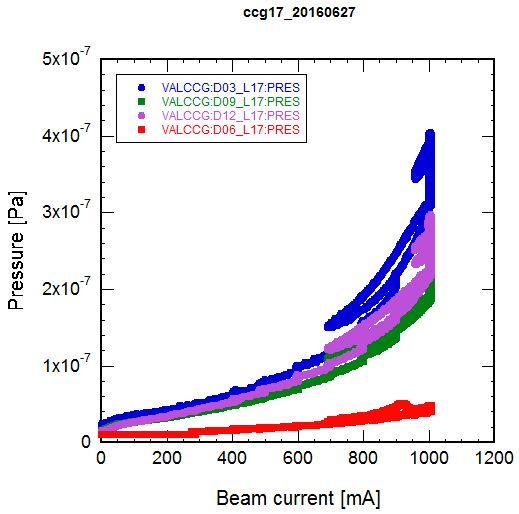 ccg17_20160627
5x10-7
VALCCG:D03_L17:PRES
VALCCG:D09_L17:PRES
VALCCG:D12_L17:PRES
VALCCG:D06_L17:PRES
4x10-7
3x10-7
2x10-7
1x10-7
0
Pressure [Pa]
0 200 400 600 800 1000 1200
Beam current [mA]